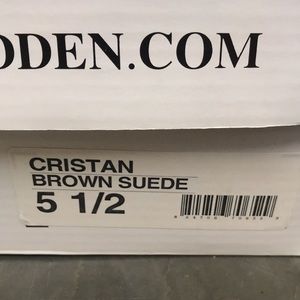 DDEN.COM
CRISTAN
BROWN SUEDE
5 1/2